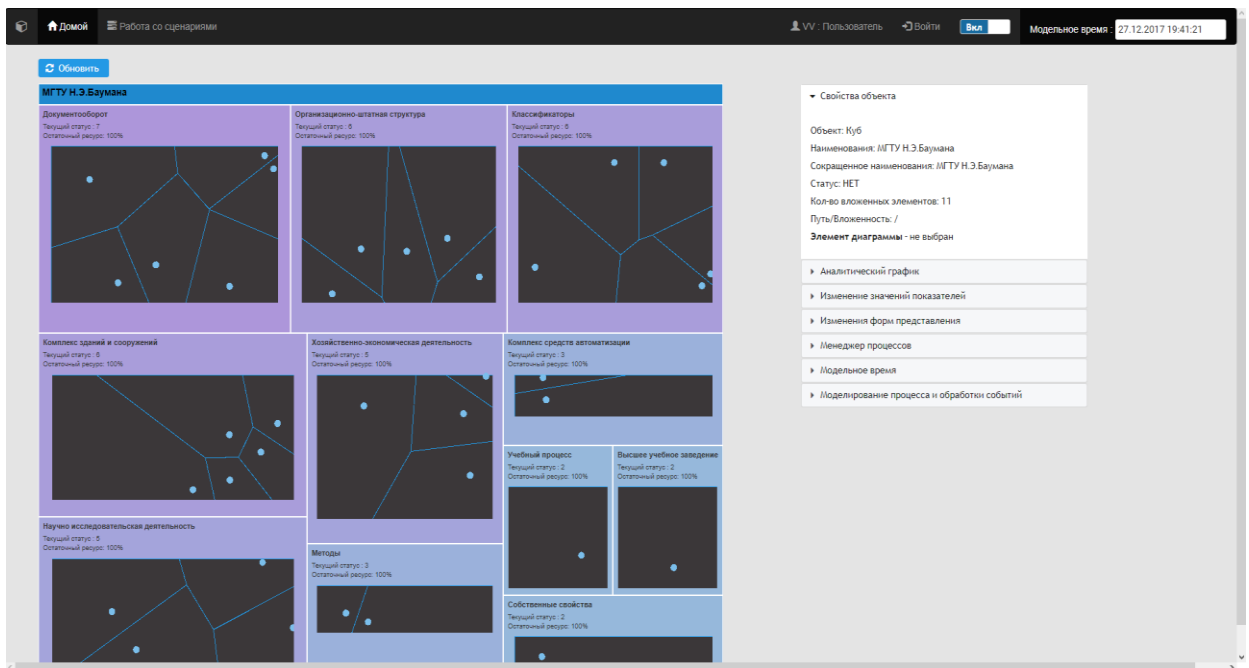 Домой
Работа со сценариями
VV : Пользователь
Войти
Вкл
Модельное время : 27.12.2017 19:41:21
Обновить
МГТУ Н.Э.Баумана
Документооборот
Текущий статус : 7
Остаточный ресурс: 100%
Организационно-штатная структура
Текущий статус : 6
Остаточный ресурс: 100%
Классификаторы
Текущий статус : 6
Остаточный ресурс: 100%
Комплекс зданий и сооружений
Текущий статус : 6
Остаточный ресурс: 100%
Хозяйственно-экономическая деятельность
Текущий статус : 5
Остаточный ресурс: 100%
Комплекс средств автоматизации
Текущий статус : 3
Остаточный ресурс: 100%
Учебный процесс
Текущий статус : 2
Остаточный ресурс: 100%
Высшее учебное заведение
Текущий статус : 2
Остаточный ресурс: 100%
Научно исследовательская деятельность
Текущий статус : 5
Остаточный ресурс: 100%
Методы
Текущий статус : 3
Остаточный ресурс: 100%
Собственные свойства
Текущий статус : 2
Остаточный ресурс: 100%
Свойства объекта
Объект: Куб
Наименования: МГТУ Н.Э.Баумана
Сокращенное наименования: МГТУ Н.Э.Баумана
Статус: НЕТ
Кол-во вложенных элементов: 11
Путь/Вложенность: /
Элемент диаграммы - не выбран
Аналитический график
Изменение значений показателей
Изменения форм представления
Менеджер процессов
Модельное время
Моделирование процесса и обработки событий